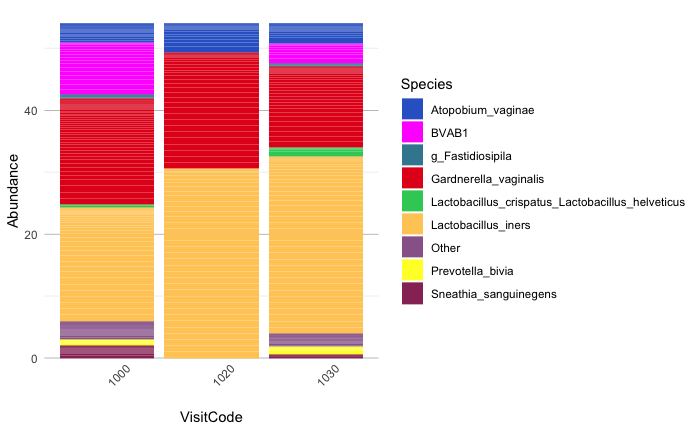 Species
Atopobium_vaginae
BVAB1
g_Fastidiosipila
Gardnerella_vaginalis
Lactobacillus_crispatus_Lactobacillus_helveticus
Lactobacillus_iners
Other
Prevotella_bivia
Sneathia_sanguinegens
Abundance
40
20
0
1000
1020
1030
VisitCode